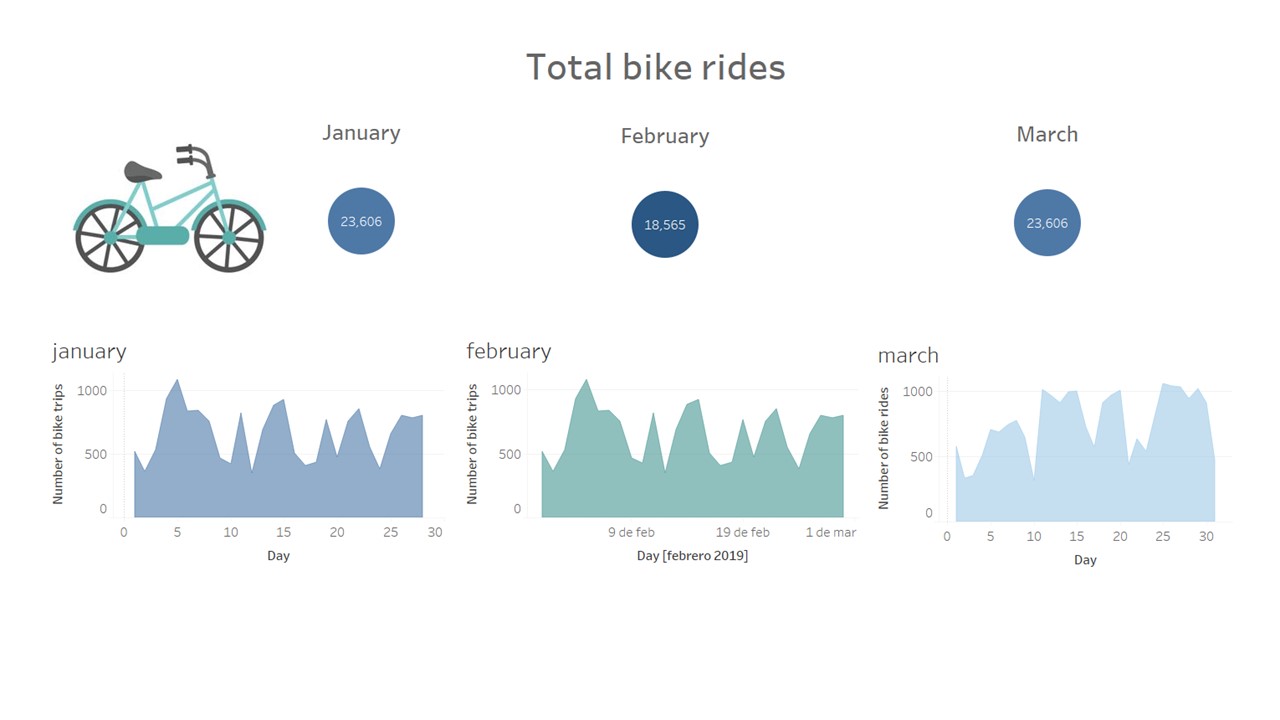 Total bike rides
January
February
March
23,606
18,565
23,606
january
Number of bike trips
1000
500
0
0 5 10 15 20 25 30
Day
february
Number of bike trips
1000
500
0
9 de feb 19 de feb 1 de mar
Day [febrero 2019]
march
Number of bike rides
1000
500
0
0 5 10 15 20 25 30
Day